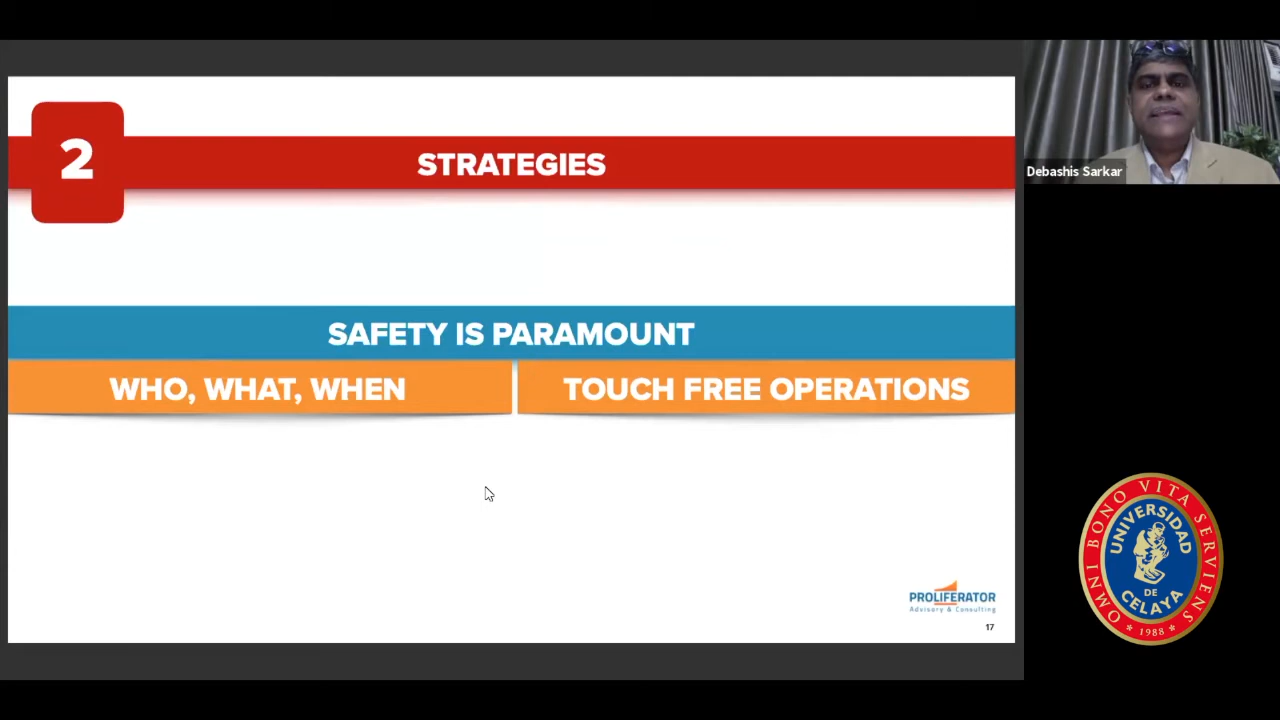 2
STRATEGIES
SAFETY IS PARAMOUNT
WHO, WHAT, WHEN
TOUCH FREE OPERATIONS
PROLIFERATOR
Advisory & Consulting
17
Debashis Sarkar
OMNI BONO VITA SERVIENS
UNIVERSIDAD
DE
CELAYA
* 1988 *